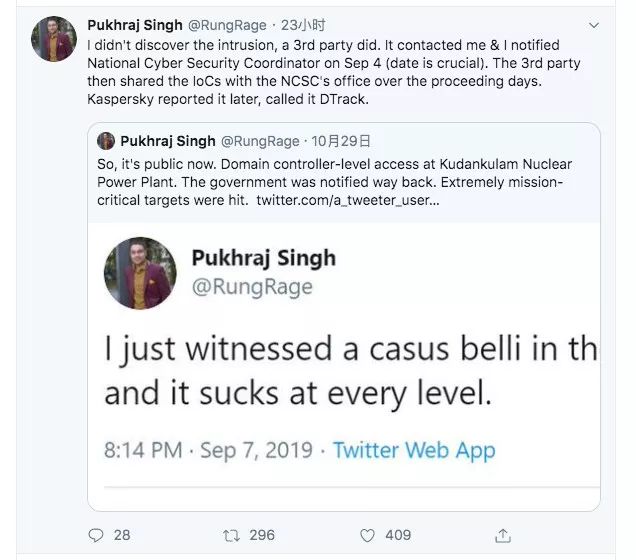 Pukhraj Singh @RungRage · 23小时
I didn't discover the intrusion, a 3rd party did. It contacted me & I notified
National Cyber Security Coordinator on Sep 4 (date is crucial). The 3rd party
then shared the IoCs with the NCSC's office over the proceeding days.
Kaspersky reported it later, called it DTrack.
Pukhraj Singh @RungRage · 10月29日
So, it's public now. Domain controller-level access at Kudankulam Nuclear
Power Plant. The government was notified way back. Extremely mission-
critical targets were hit. twitter.com/a_tweeter_user...
Pukhraj Singh
@RungRage
I just witnessed a casus belli in th
and it sucks at every level.
8:14 PM · Sep 7, 2019 · Twitter Web App
28 296 409